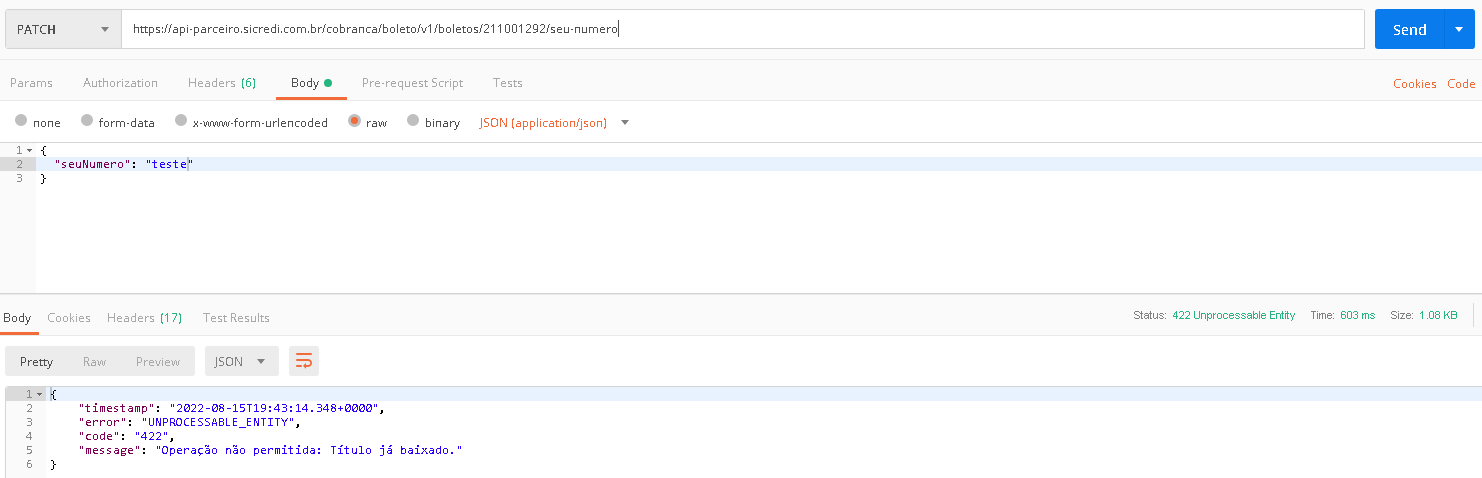 PATCH https://api-parceiro.sicredi.com.br/cobranca/boleto/v1/boletos/211001292/seu-numero Send
Params Authorization Headers (6) Body Pre-request Script Tests Cookies Code
none form-data x-www-form-urlencoded raw binary JSON (application/json)
1 {
2 "seuNumero": "teste"
3 }
Body Cookies Headers (17) Test Results Status: 422 Unprocessable Entity Time: 603 ms Size: 1.08 KB
Pretty Raw Preview JSON
1 {
2 "timestamp": "2022-08-15T19:43:14.348+0000",
3 "error": "UNPROCESSABLE_ENTITY",
4 "code": "422",
5 "message": "Operação não permitida: Título já baixado."
6 }